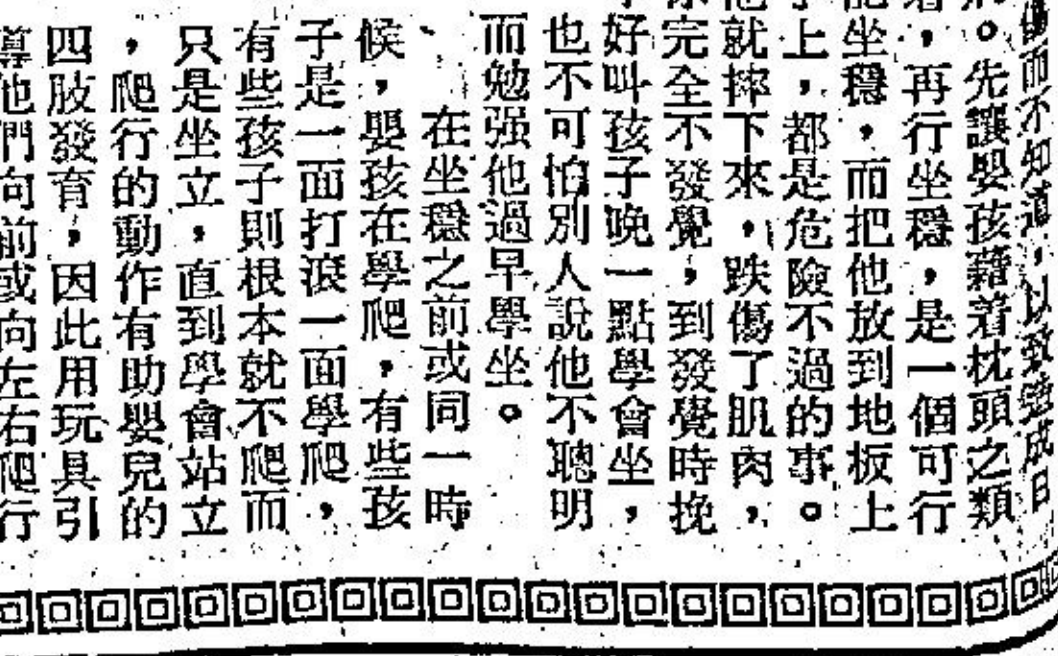 傷而不知道，以致造成日
。先讓嬰孩藉着枕頭之類
，再行坐穩，是一個可行
坐穩，而把他放到地板上
上，都是危險不過的事。
他就摔下來，跌傷了肌肉，
完全不發覺，到發覺時挽
好叫孩子晚一點學會坐，
也不可怕別人說他不聰明
而勉强他過早學坐。
、在坐穩之前或同一時
候，嬰孩在學爬，有些孩
子是一面打滾一面學爬，
有些孩子則根本就不爬而
只是坐立，直到學會站立
，爬行的動作有助嬰兒的
四肢發育，因此用玩具引
導他們向前或向左右爬行